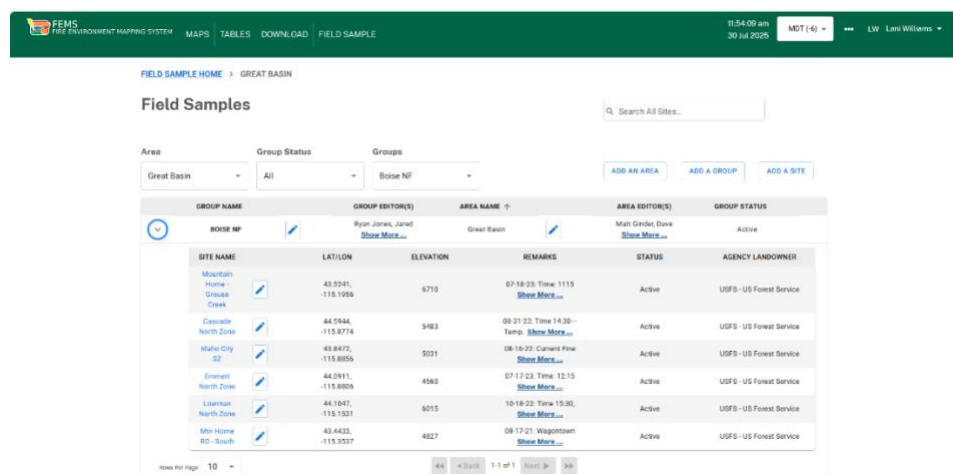 FEMS
FIRE ENVIRONMENT MAPPING SYSTEM
MAPS TABLES DOWNLOAD FIELD SAMPLE
11:54:09 am
30 Jul 2025
MDT (-6)
LW Lani Williams
FIELD SAMPLE HOME > GREAT BASIN
Field Samples
Search All Sites...
Area Group Status Groups
Great Basin All Boise NF
ADD AN AREA ADD A GROUP ADD A SITE
GROUP NAME GROUP EDITOR(S) AREA NAME ↑ AREA EDITOR(S) GROUP STATUS
BOISE NF Ryan Jones, Jarad Great Basin Matt Ginder, Dave Active
Show More ... Show More ...
SITE NAME LAT/LON ELEVATION REMARKS STATUS AGENCY LANDOWNER
Mountain
Home -
Grouse
Creek
43.5241,
-115.1956
6710
07-18-23: Time: 1115
Show More ...
Active
USFS - US Forest Service
Cascade
North Zone
44.5944,
-115.8774
5483
08-31-22: Time 14:30--
Temp. Show More ...
Active
USFS - US Forest Service
Idaho City
SZ
43.8472,
-115.8856
5031
08-16-22: Current Fine
Show More ...
Active
USFS - US Forest Service
Emmett
North Zone
44.0911,
-115.8806
4560
07-17-23: Time: 12:15
Show More ...
Active
USFS - US Forest Service
Lowman
North Zone
44.1047,
-115.1531
6015
10-18-22: Time 15:30,
Show More ...
Active
USFS - US Forest Service
Mtn Home
RD - South
43.4433,
-115.3537
4827
08-17-21: Wagontown
Show More ...
Active
USFS - US Forest Service
Rows Per Page 10
Back 1-1 of 1 Next